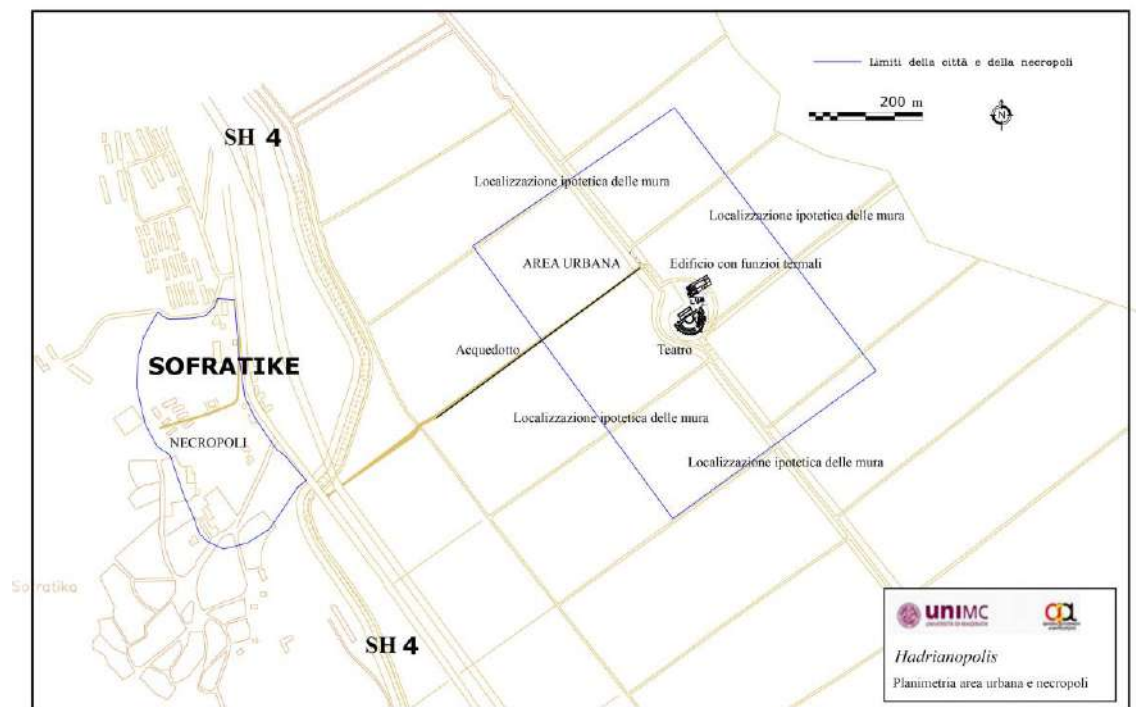 Limiti della città e della necropoli
200 m
N
SH 4
Localizzazione ipotetica delle mura
Localizzazione ipotetica delle mura
AREA URBANA
Edificio con funzioi termali
SOFRATIKE
Acquedotto
Teatro
NECROPOLI
Localizzazione ipotetica delle mura
Localizzazione ipotetica delle mura
Sofratika
SH 4
unimc
Hadrianopolis
Planimetria area urbana e necropoli